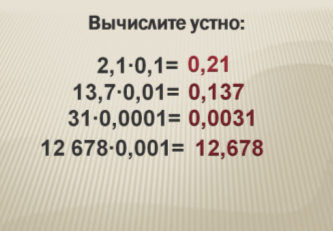 Вычислите устно:
2,1·0,1= 0,21
13,7·0,01= 0,137
31·0,0001= 0,0031
12 678·0,001= 12,678